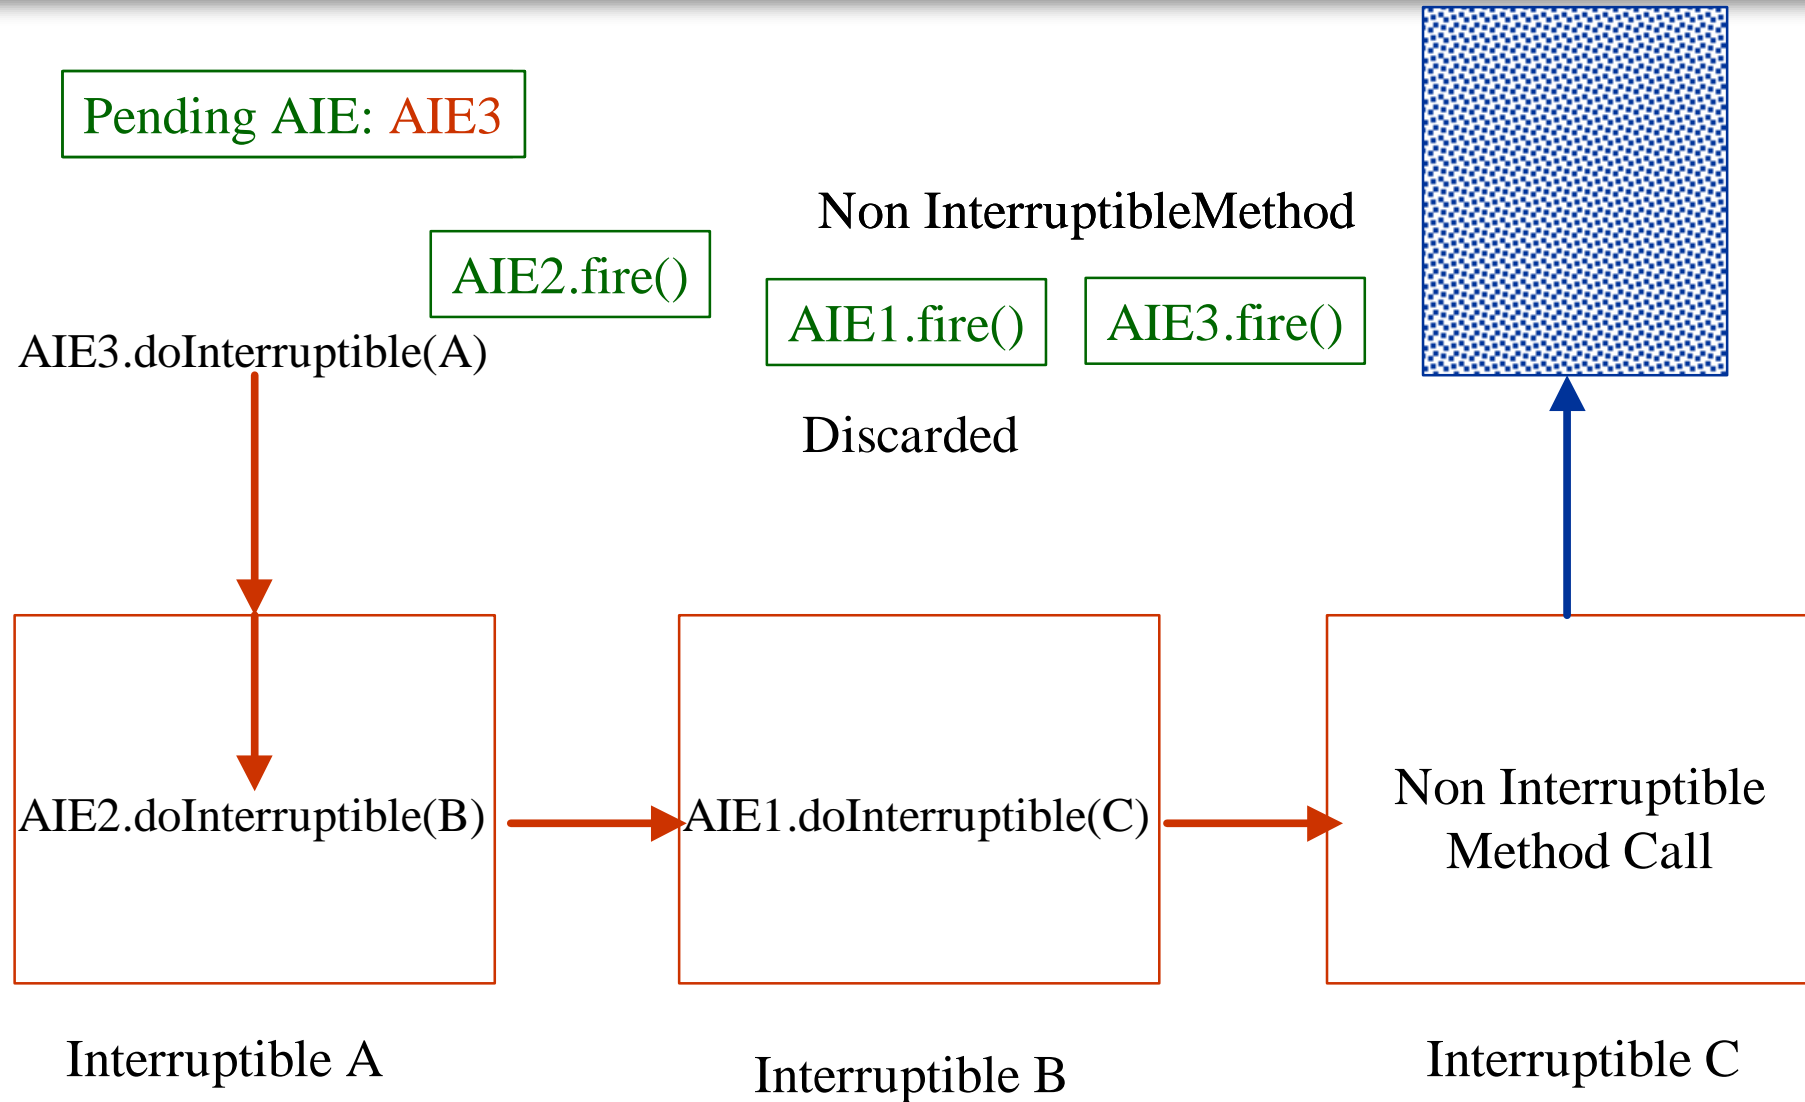 Pending AIE: AIE3
Non InterruptibleMethod
AIE2.fire()
AIE1.fire()
AIE3.fire()
AIE3.doInterruptible(A)
Discarded
AIE2.doInterruptible(B)
AIE1.doInterruptible(C)
Non Interruptible
Method Call
Interruptible A
Interruptible B
Interruptible C